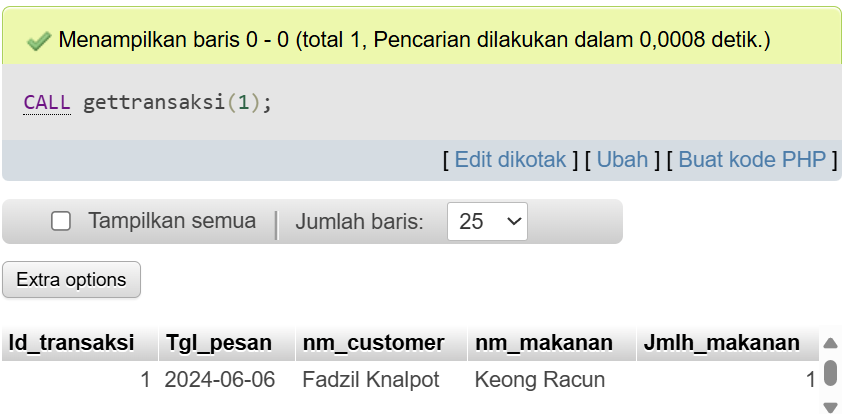 Menampilkan baris 0 - 0 (total 1, Pencarian dilakukan dalam 0,0008 detik.)
CALL gettransaksi(1);
[ Edit dikotak ] [ Ubah ] [ Buat kode PHP ]
Tampilkan semua | Jumlah baris: 25
Extra options
Id_transaksi Tgl_pesan nm_customer nm_makanan Jmlh_makanan
1 2024-06-06 Fadzil Knalpot Keong Racun 1